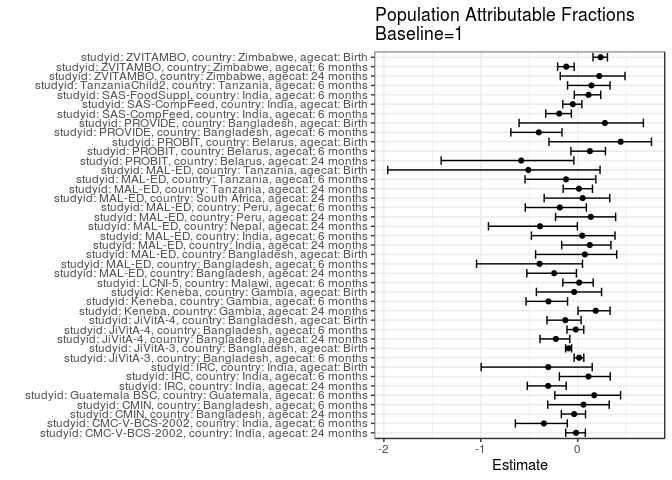 Population Attributable Fractions
Baseline=1
studyid: ZVITAMBO, country: Zimbabwe, agecat: Birth
studyid: ZVITAMBO, country: Zimbabwe, agecat: 6 months
studyid: ZVITAMBO, country: Zimbabwe, agecat: 24 months
studyid: TanzaniaChild2, country: Tanzania, agecat: 6 months
studyid: SAS-FoodSuppl, country: India, agecat: 6 months
studyid: SAS-CompFeed, country: India, agecat: Birth
studyid: SAS-CompFeed, country: India, agecat: 6 months
studyid: PROVIDE, country: Bangladesh, agecat: Birth
studyid: PROVIDE, country: Bangladesh, agecat: 6 months
studyid: PROBIT, country: Belarus, agecat: Birth
studyid: PROBIT, country: Belarus, agecat: 6 months
studyid: PROBIT, country: Belarus, agecat: 24 months
studyid: MAL-ED, country: Tanzania, agecat: Birth
studyid: MAL-ED, country: Tanzania, agecat: 6 months
studyid: MAL-ED, country: Tanzania, agecat: 24 months
studyid: MAL-ED, country: South Africa, agecat: 24 months
studyid: MAL-ED, country: Peru, agecat: 6 months
studyid: MAL-ED, country: Peru, agecat: 24 months
studyid: MAL-ED, country: Nepal, agecat: 24 months
studyid: MAL-ED, country: India, agecat: 6 months
studyid: MAL-ED, country: India, agecat: 24 months
studyid: MAL-ED, country: Bangladesh, agecat: Birth
studyid: MAL-ED, country: Bangladesh, agecat: 6 months
studyid: MAL-ED, country: Bangladesh, agecat: 24 months
studyid: LCNI-5, country: Malawi, agecat: 6 months
studyid: Keneba, country: Gambia, agecat: Birth
studyid: Keneba, country: Gambia, agecat: 6 months
studyid: Keneba, country: Gambia, agecat: 24 months
studyid: JiVitA-4, country: Bangladesh, agecat: Birth
studyid: JiVitA-4, country: Bangladesh, agecat: 6 months
studyid: JiVitA-4, country: Bangladesh, agecat: 24 months
studyid: JiVitA-3, country: Bangladesh, agecat: Birth
studyid: JiVitA-3, country: Bangladesh, agecat: 6 months
studyid: IRC, country: India, agecat: Birth
studyid: IRC, country: India, agecat: 6 months
studyid: IRC, country: India, agecat: 24 months
studyid: Guatemala BSC, country: Guatemala, agecat: 6 months
studyid: CMIN, country: Bangladesh, agecat: 6 months
studyid: CMIN, country: Bangladesh, agecat: 24 months
studyid: CMC-V-BCS-2002, country: India, agecat: 6 months
studyid: CMC-V-BCS-2002, country: India, agecat: 24 months
-2 -1 0
Estimate